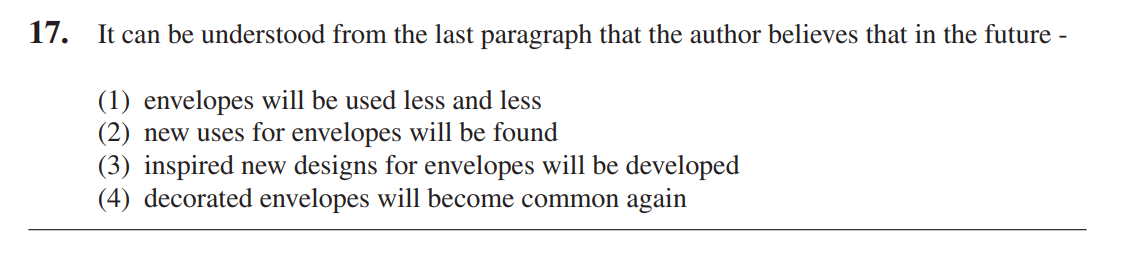 17. It can be understood from the last paragraph that the author believes that in the future -
(1) envelopes will be used less and less
(2) new uses for envelopes will be found
(3) inspired new designs for envelopes will be developed
(4) decorated envelopes will become common again